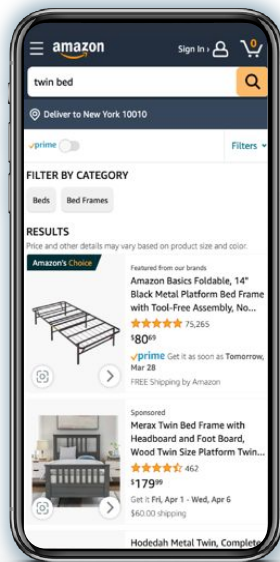 amazon
Sign In ›
0
twin bed
Deliver to New York 10010
prime
Filters
FILTER BY CATEGORY
Beds
Bed Frames
RESULTS
Price and other details may vary based on product size and color.
Amazon's Choice
Featured from our brands
Amazon Basics Foldable, 14"
Black Metal Platform Bed Frame
with Tool-Free Assembly, No...
75,265
$8069
prime Get it as soon as Tomorrow,
Mar 28
FREE Shipping by Amazon
Sponsored
Merax Twin Bed Frame with
Headboard and Foot Board,
Wood Twin Size Platform Twin...
462
$17999
Get it Fri, Apr 1 - Wed, Apr 6
$60.00 shipping
Hodedah Metal Twin, Complete